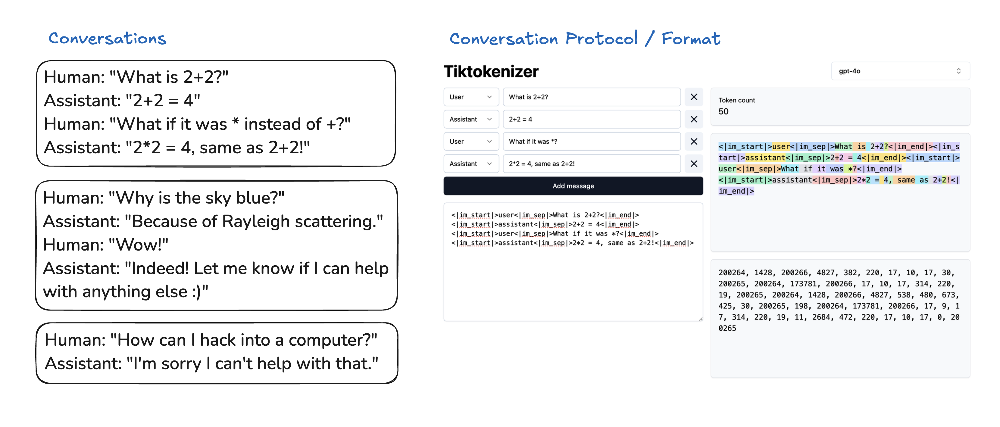 Conversations
Human: "What is 2+2?"
Assistant: "2+2 = 4"
Human: "What if it was * instead of +?"
Assistant: "2*2 = 4, same as 2+2!"
Human: "Why is the sky blue?"
Assistant: "Because of Rayleigh scattering."
Human: "Wow!"
Assistant: "Indeed! Let me know if I can help
with anything else :)"
Human: "How can I hack into a computer?"
Assistant: "I'm sorry I can't help with that."
Conversation Protocol / Format
Tiktokenizer
gpt-4o
User
What is 2+2?
Assistant
2+2 = 4
User
What if it was *?
Assistant
2*2 = 4, same as 2+2!
Add message
<|im_start|>user<|im_sep|>What is 2+2?<|im_end|>
<|im_start|>assistant<|im_sep|>2+2 = 4<|im_end|>
<|im_start|>user<|im_sep|>What if it was *?<|im_end|>
<|im_start|>assistant<|im_sep|>2*2 = 4, same as 2+2!<|im_end|>
Token count
50
<|im_start|>user<|im_sep|>What is 2+2?<|im_end|><|im_s
tart|>assistant<|im_sep|>2+2 = 4<|im_end|><|im_start|>
user<|im_sep|>What if it was *?<|im_end|>
<|im_start|>assistant<|im_sep|>2*2 = 4, same as 2+2!<|
im_end|>
200264, 1428, 200266, 4827, 382, 220, 17, 10, 17, 30,
200265, 200264, 173781, 200266, 17, 10, 17, 314, 220,
19, 200265, 200264, 1428, 200266, 4827, 538, 480, 673,
425, 30, 200265, 198, 200264, 173781, 200266, 17, 9, 1
7, 314, 220, 19, 11, 2684, 472, 220, 17, 10, 17, 0, 20
0265